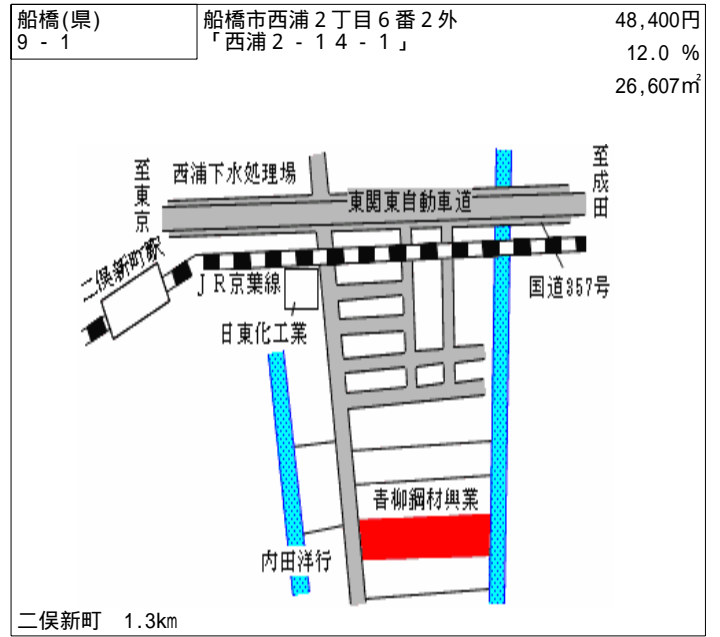 船橋(県)
9 - 1
船橋市西浦2丁目6番2外
「西浦2 - 14 - 1」
48,400円
12.0 %
26,607㎡
至東京
西浦下水処理場
東関東自動車道
至成田
二俣新町駅
JR京葉線
国道357号
日東化工業
青柳鋼材興業
内田洋行
二俣新町 1.3km